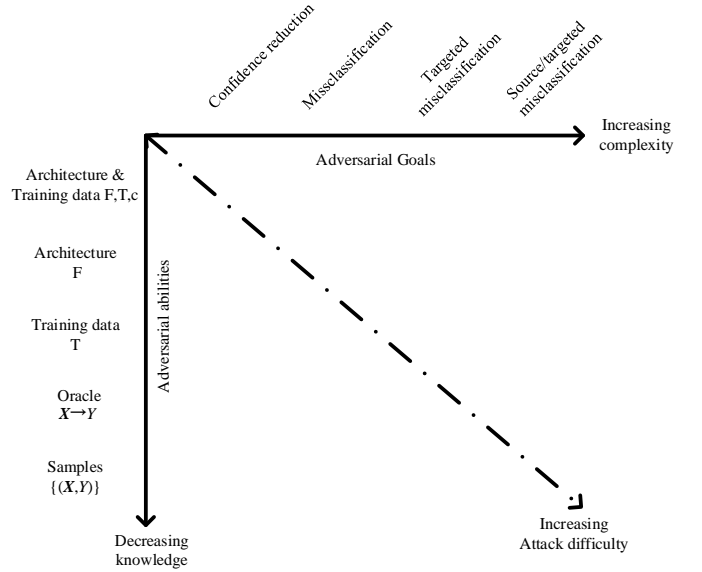 Confidence reduction
Missclassification
Targeted
misclassification
Source/targeted
misclassification
Increasing
complexity
Adversarial Goals
Architecture &
Training data F,T,c
Architecture
F
Adversarial abilities
Training data
T
Oracle
X→Y
Samples
{(X,Y)}
Decreasing
knowledge
Increasing
Attack difficulty